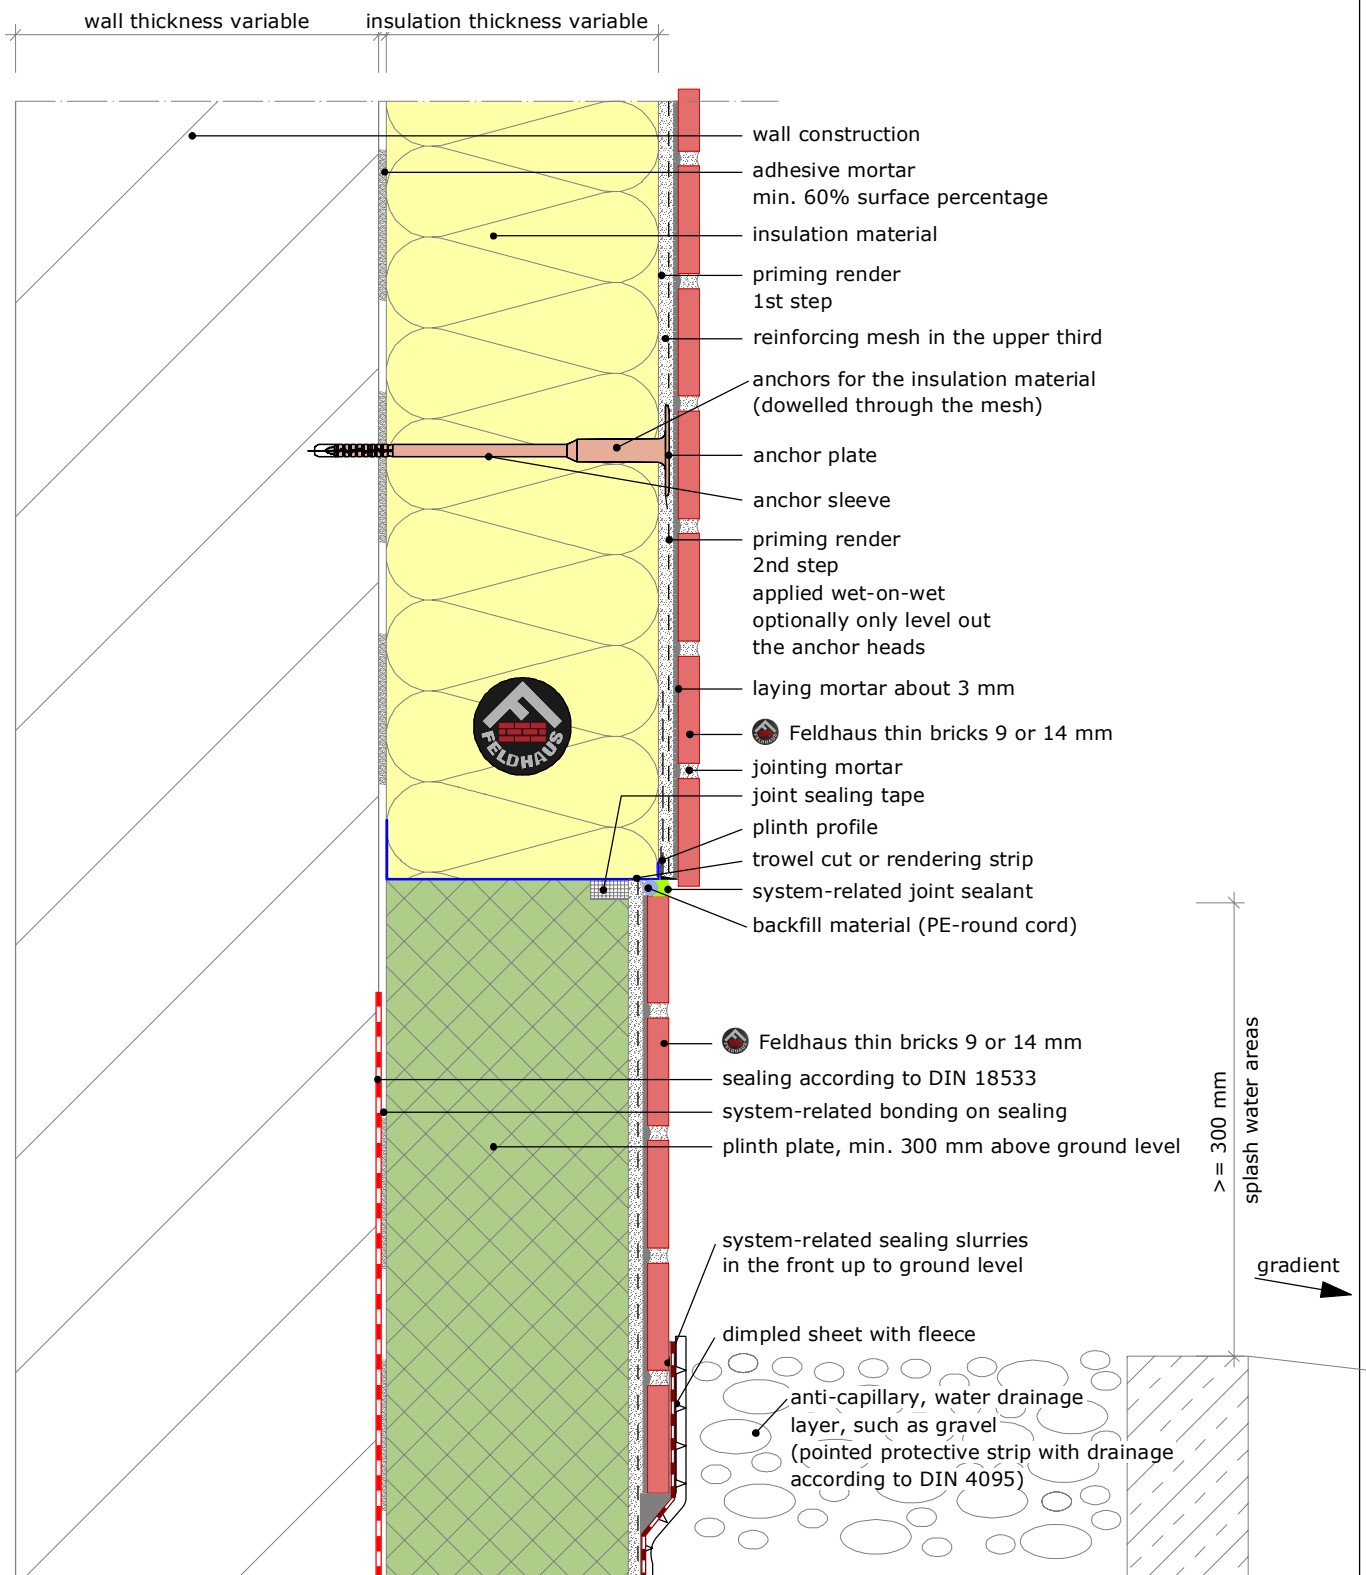 wall thickness variable
insulation thickness variable
wall construction
adhesive mortar
min. 60% surface percentage
insulation material
priming render
1st step
reinforcing mesh in the upper third
anchors for the insulation material
(dowelled through the mesh)
anchor plate
anchor sleeve
priming render
2nd step
applied wet-on-wet
optionally only level out
the anchor heads
laying mortar about 3 mm
FELDHAUS
Feldhaus thin bricks 9 or 14 mm
jointing mortar
joint sealing tape
plinth profile
trowel cut or rendering strip
system-related joint sealant
backfill material (PE-round cord)
Feldhaus thin bricks 9 or 14 mm
sealing according to DIN 18533
system-related bonding on sealing
plinth plate, min. 300 mm above ground level
>= 300 mm
splash water areas
system-related sealing slurries
in the front up to ground level
gradient
dimpled sheet with fleece
anti-capillary, water drainage
layer, such as gravel
(pointed protective strip with drainage
according to DIN 4095)